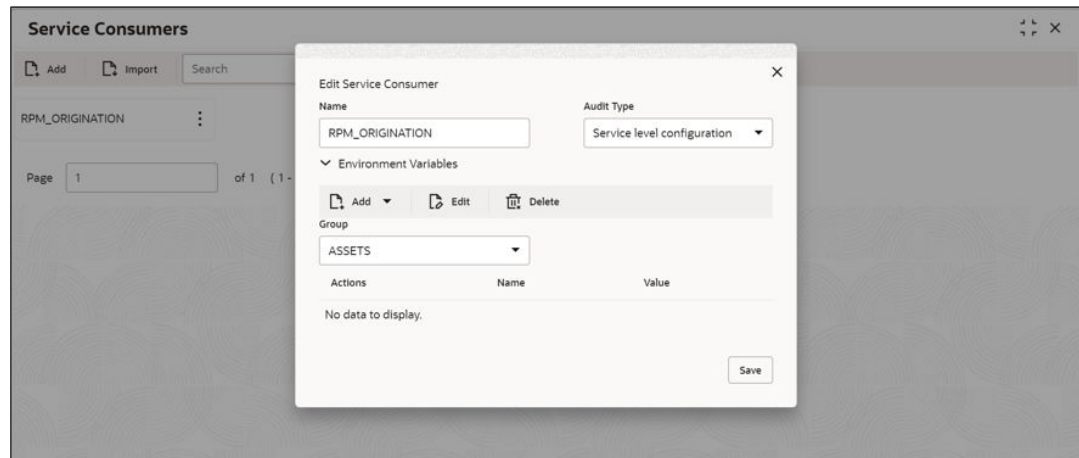 Service Consumers
Add Import Search
RPM_ORIGINATION
Page 1 of 1 (1-
Edit Service Consumer
Name Audit Type
RPM_ORIGINATION Service level configuration
Environment Variables
Add Edit Delete
Group
ASSETS
Actions Name Value
No data to display.
Save